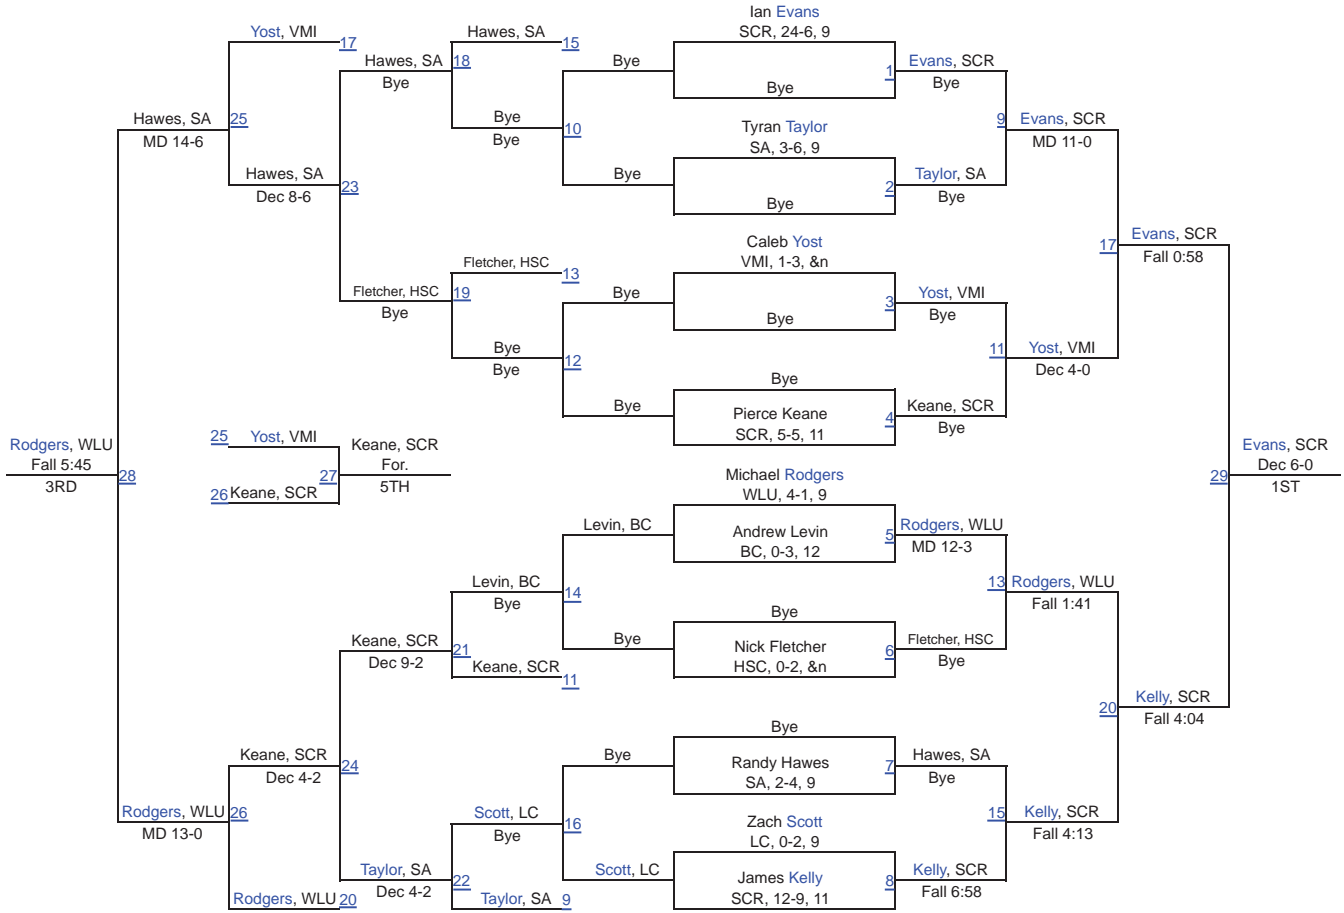 Ian Evans
SCR, 24-6, 9
Yost, VMI
17
Hawes, SA
15
Hawes, SA
18
Bye
Bye
1
Evans, SCR
Bye
Bye
Hawes, SA
25
MD 14-6
Bye
Bye
10
Tyran Taylor
SA, 3-6, 9
9
Evans, SCR
MD 11-0
Hawes, SA
Dec 8-6
23
Bye
Bye
2
Taylor, SA
Bye
Caleb Yost
VMI, 1-3, &n
17
Evans, SCR
Fall 0:58
Fletcher, HSC
13
Fletcher, HSC
19
Bye
Bye
Bye
3
Yost, VMI
Bye
Bye
Bye
12
11
Yost, VMI
Dec 4-0
Bye
Bye
Pierce Keane
SCR, 5-5, 11
4
Keane, SCR
Bye
Rodgers, WLU
Fall 5:45
3RD
28
25
Yost, VMI
27
26
Keane, SCR
Keane, SCR
For.
5TH
Michael Rodgers
WLU, 4-1, 9
29
Evans, SCR
Dec 6-0
1ST
Levin, BC
Andrew Levin
BC, 0-3, 12
5
Rodgers, WLU
MD 12-3
Levin, BC
Bye
14
13
Rodgers, WLU
Fall 1:41
Keane, SCR
Dec 9-2
21
Bye
Bye
Nick Fletcher
HSC, 0-2, &n
6
Fletcher, HSC
Bye
Keane, SCR
11
20
Kelly, SCR
Fall 4:04
Keane, SCR
Dec 4-2
24
Bye
Bye
Randy Hawes
SA, 2-4, 9
7
Hawes, SA
Bye
Rodgers, WLU
26
MD 13-0
Scott, LC
Bye
16
Zach Scott
LC, 0-2, 9
15
Kelly, SCR
Fall 4:13
Taylor, SA
Dec 4-2
22
Scott, LC
James Kelly
SCR, 12-9, 11
8
Kelly, SCR
Fall 6:58
Rodgers, WLU
20
Taylor, SA
9